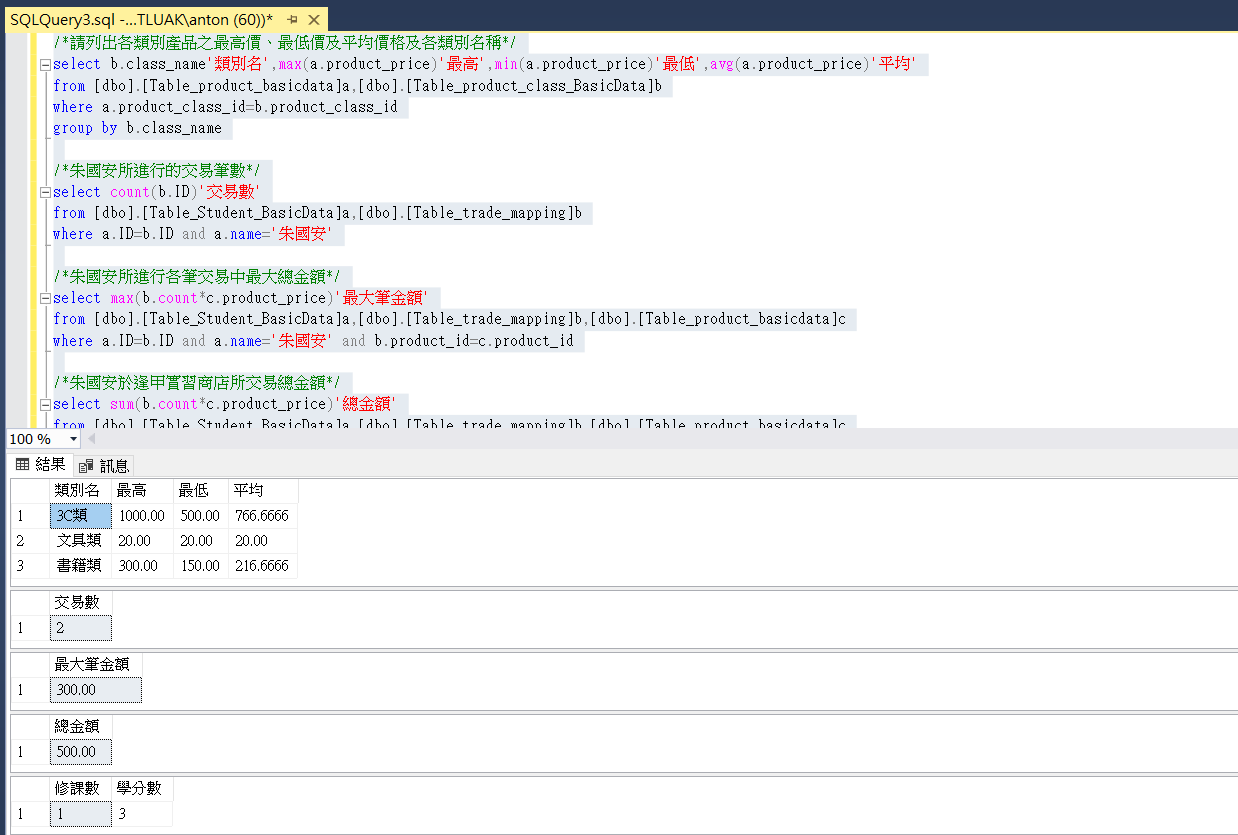 SQLQuery3.sql -...TLUAK\anton (60))*
/*請列出各類別產品之最高價、最低價及平均價格及各類別名稱*/
select b.class_name'類別名',max(a.product_price)'最高',min(a.product_price)'最低',avg(a.product_price)'平均'
from [dbo].[Table_product_basicdata]a,[dbo].[Table_product_class_BasicData]b
where a.product_class_id=b.product_class_id
group by b.class_name
/*朱國安所進行的交易筆數*/
select count(b.ID)'交易數'
from [dbo].[Table_Student_BasicData]a,[dbo].[Table_trade_mapping]b
where a.ID=b.ID and a.name='朱國安'
/*朱國安所進行各筆交易中最大總金額*/
select max(b.count*c.product_price)'最大筆金額'
from [dbo].[Table_Student_BasicData]a,[dbo].[Table_trade_mapping]b,[dbo].[Table_product_basicdata]c
where a.ID=b.ID and a.name='朱國安' and b.product_id=c.product_id
/*朱國安於逢甲實習商店所交易總金額*/
select sum(b.count*c.product_price)'總金額'
from [dbo].[Table_Student_BasicData]a,[dbo].[Table_trade_mapping]b,[dbo].[Table_product_basicdata]c
100 %
結果 訊息
類別名 最高 最低 平均
1 3C類 1000.00 500.00 766.6666
2 文具類 20.00 20.00 20.00
3 書籍類 300.00 150.00 216.6666
交易數
1 2
最大筆金額
1 300.00
總金額
1 500.00
修課數 學分數
1 1 3